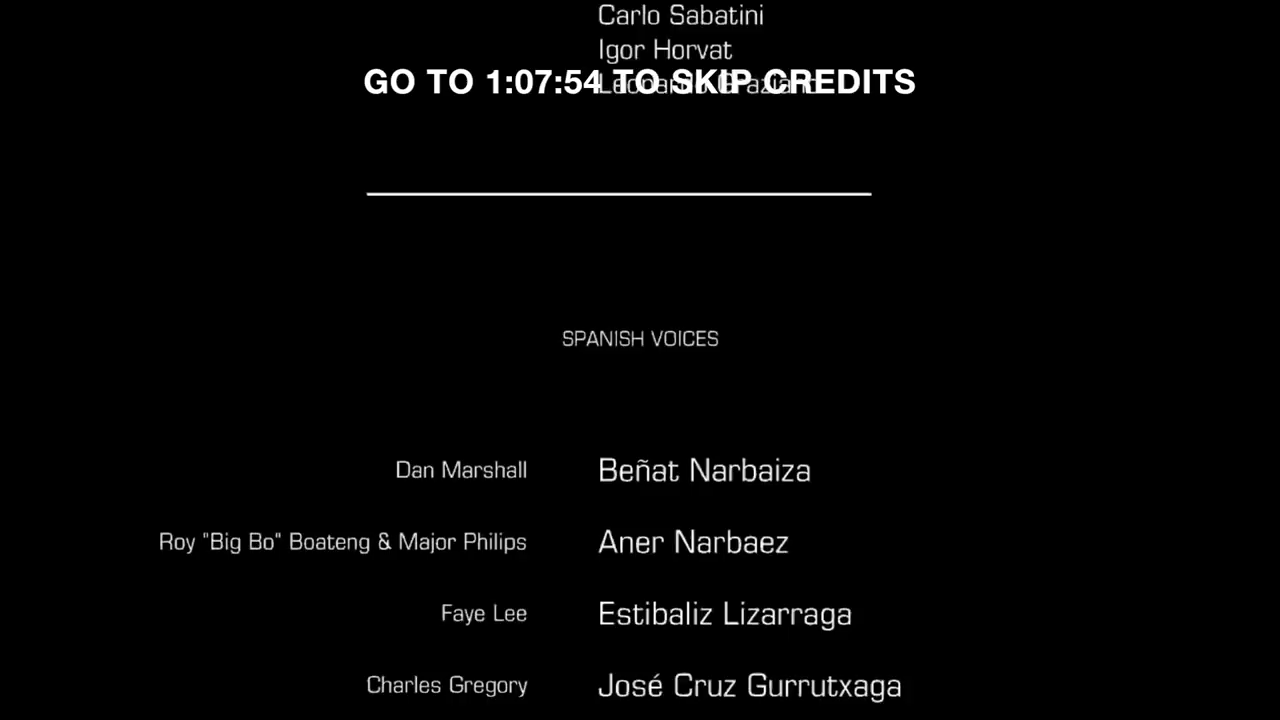 Carlo Sabatini
Igor Horvat
GO TO 1:07:54 TO SKIP CREDITS
SPANISH VOICES
Dan Marshall Beñat Narbaiza
Roy "Big Bo" Boateng & Major Philips Aner Narbaez
Faye Lee Estibaliz Lizarraga
Charles Gregory José Cruz Gurrutxaga